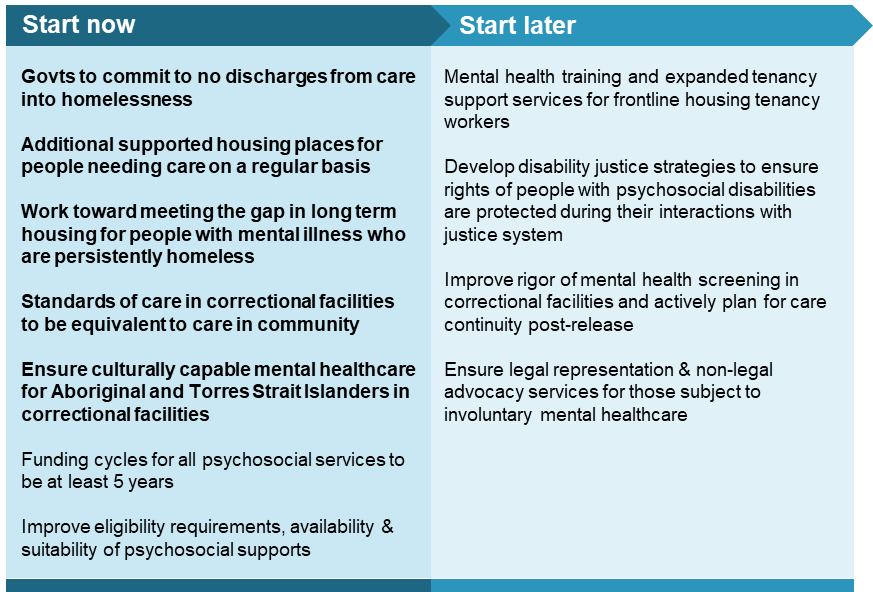 Start now
Govts to commit to no discharges from care
into homelessness
Additional supported housing places for
people needing care on a regular basis
Work toward meeting the gap in long term
housing for people with mental illness who
are persistently homeless
Standards of care in correctional facilities
to be equivalent to care in community
Ensure culturally capable mental healthcare
for Aboriginal and Torres Strait Islanders in
correctional facilities
Funding cycles for all psychosocial services to
be at least 5 years
Improve eligibility requirements, availability &
suitability of psychosocial supports
Start later
Mental health training and expanded tenancy
support services for frontline housing tenancy
workers
Develop disability justice strategies to ensure
rights of people with psychosocial disabilities
are protected during their interactions with
justice system
Improve rigor of mental health screening in
correctional facilities and actively plan for care
continuity post-release
Ensure legal representation & non-legal
advocacy services for those subject to
involuntary mental healthcare